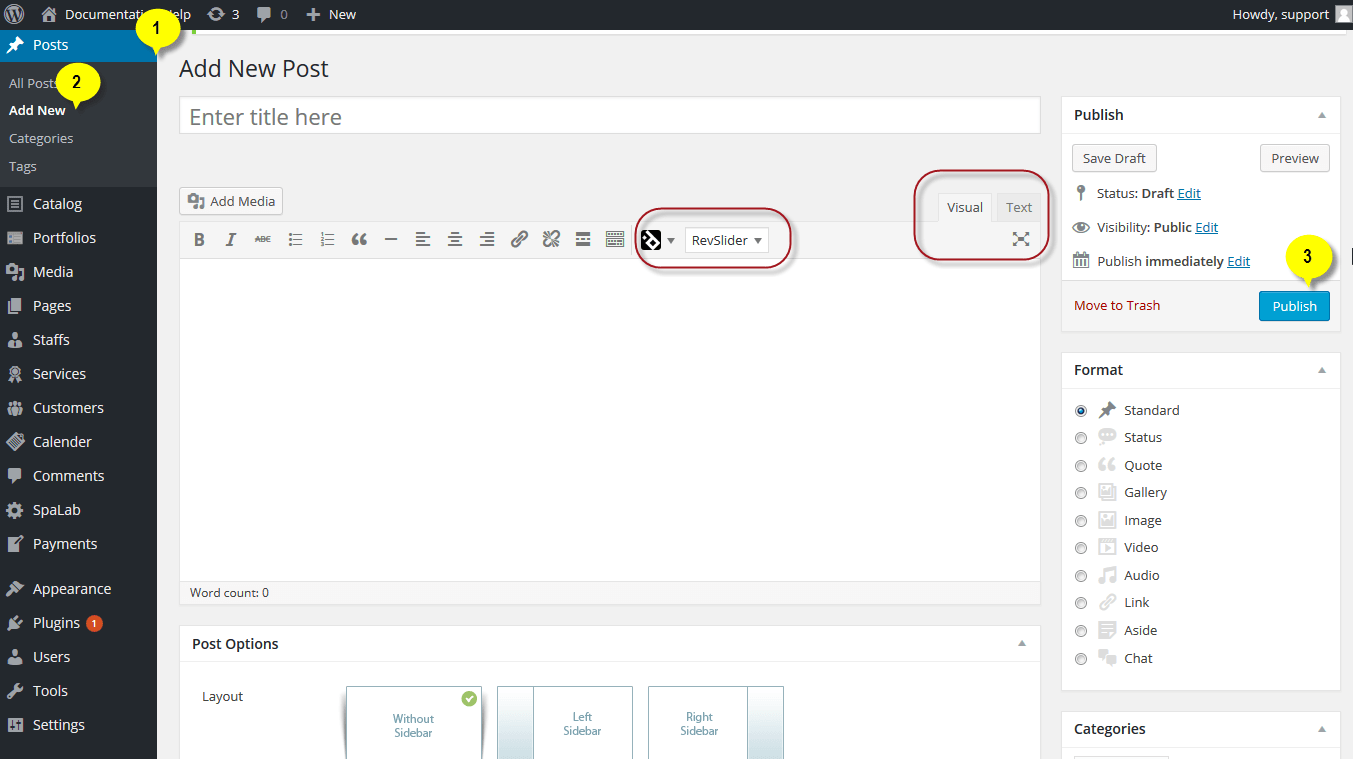 Documentation Help 3 0 New Howdy, support
1
Posts
2
All Posts
Add New
Categories
Tags
Catalog
Portfolios
Media
Pages
Staffs
Services
Customers
Calender
Comments
SpaLab
Payments
Appearance
Plugins 1
Users
Tools
Settings
Add New Post
Enter title here
Add Media
Visual Text
B I ABC RevSlider
Word count: 0
Post Options
Layout
Without
Sidebar
Left
Sidebar
Right
Sidebar
Publish
Save Draft Preview
Status: Draft Edit
Visibility: Public Edit
Publish immediately Edit
3
Move to Trash Publish
Format
Standard
Status
Quote
Gallery
Image
Video
Audio
Link
Aside
Chat
Categories